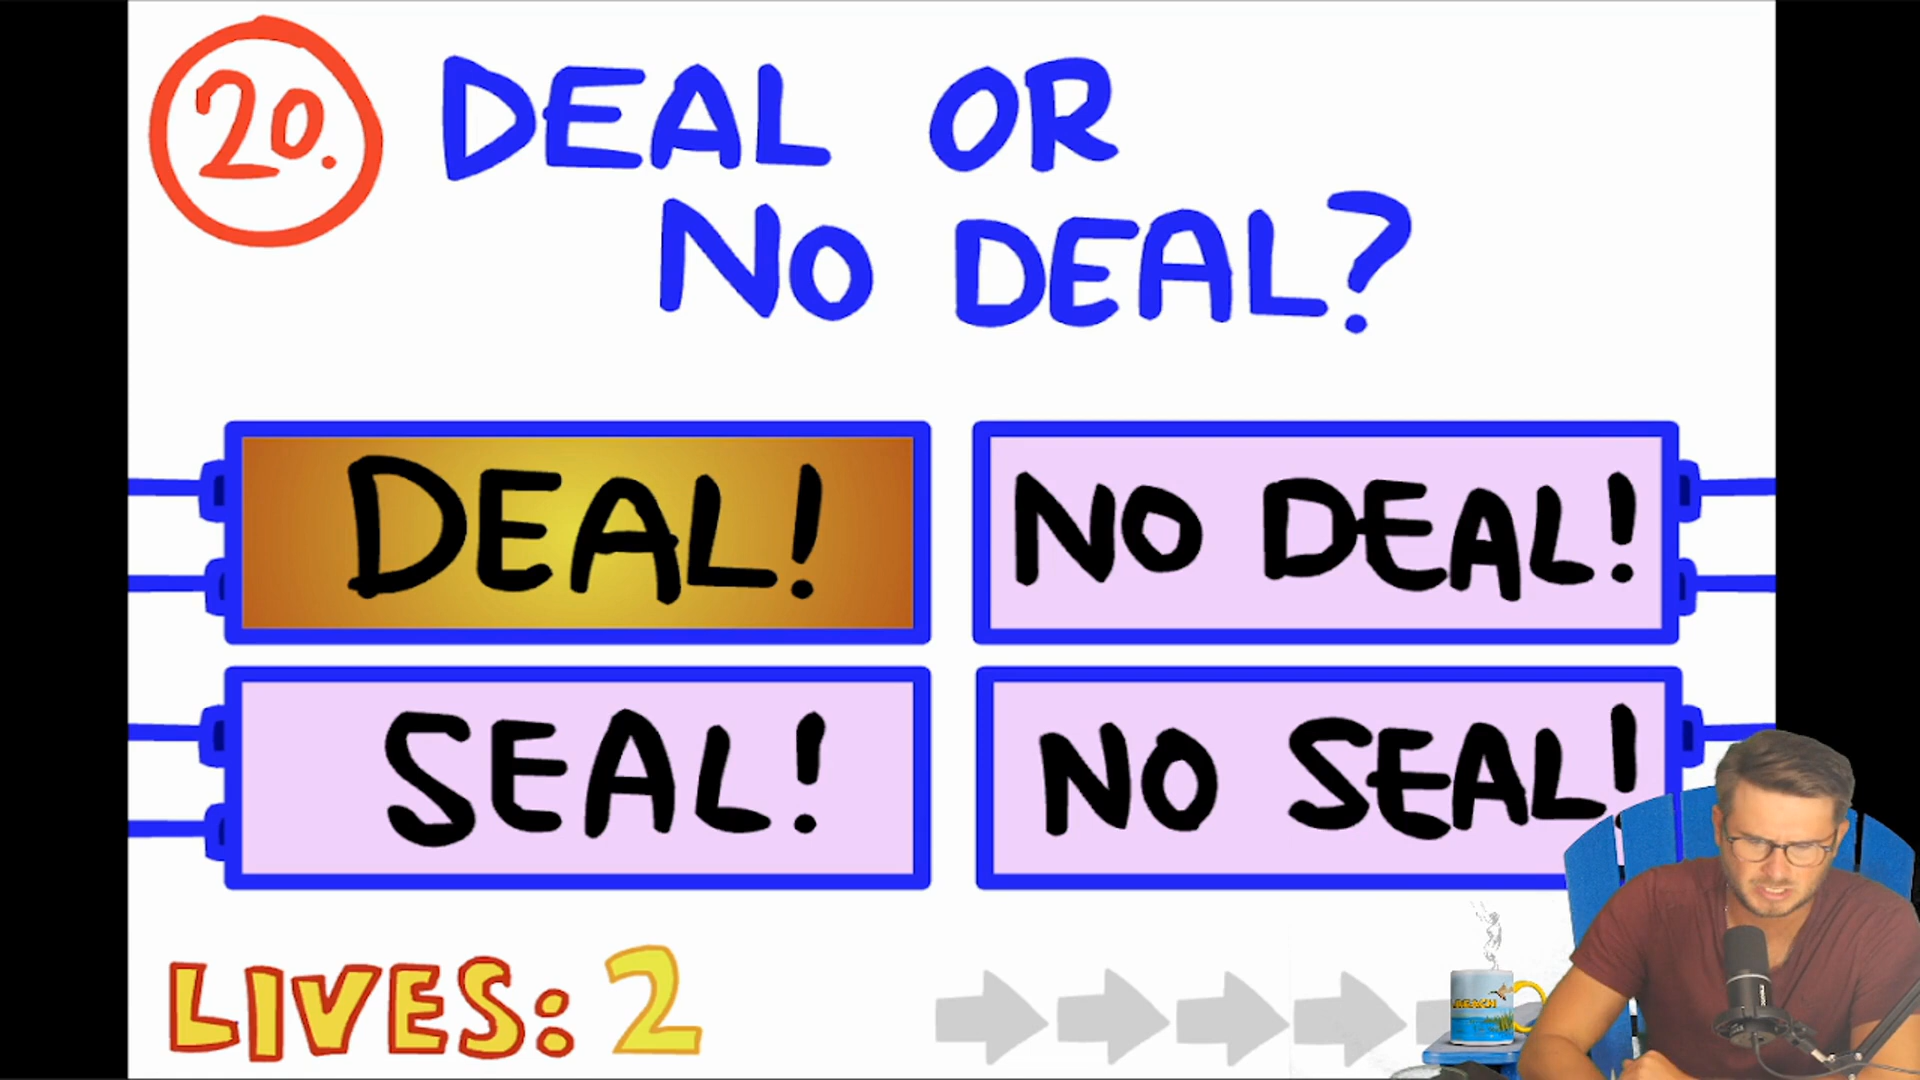 20.
DEAL OR
NO DEAL?
DEAL!
NO DEAL!
SEAL!
NO SEAL!
LIVES: 2